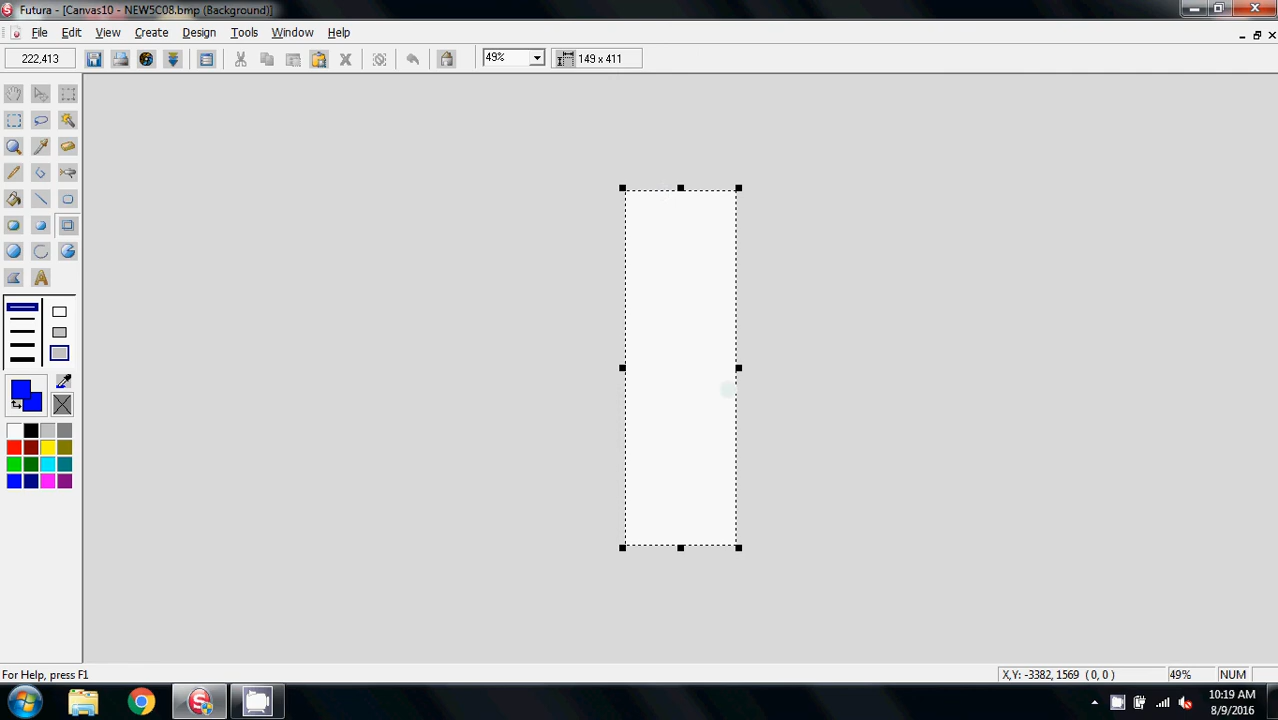 Futura - [Canvas10 - NEWSC08.bmp (Background)]
File Edit View Create Design Tools Window Help
222,413
49%
149 x 411
A
For Help, press F1
X,Y: -3382, 1569 ( 0, 0 )
49%
NUM
10:19 AM
8/9/2016